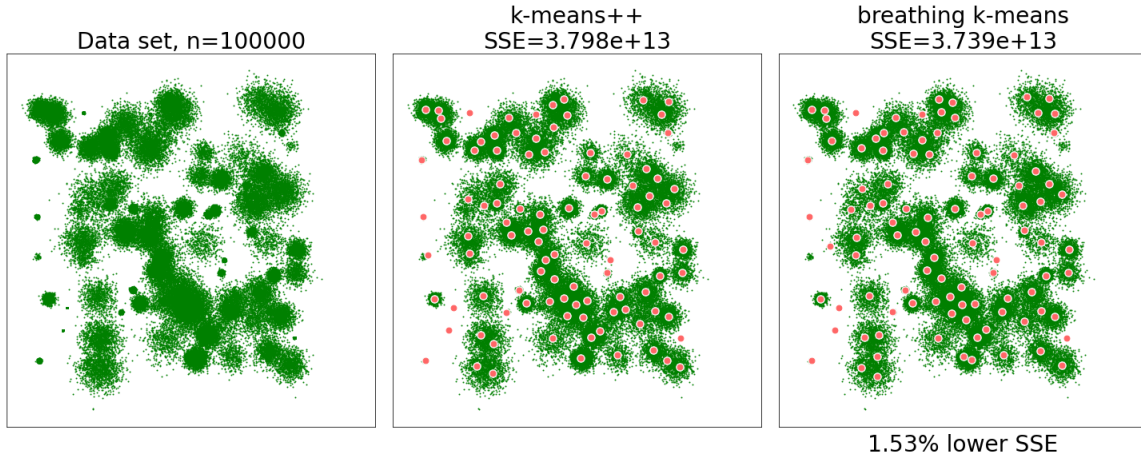 Data set, n=100000
k-means++
SSE=3.798e+13
breathing k-means
SSE=3.739e+13
1.53% lower SSE